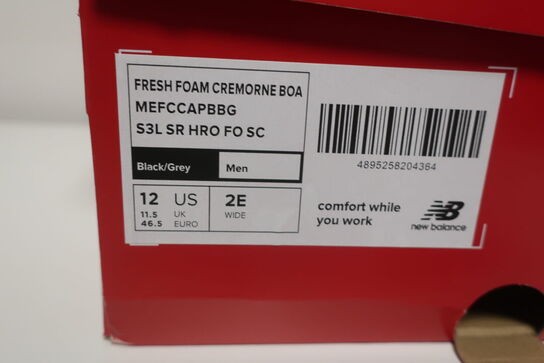 FRESH FOAM CREMORNE BOA
MEFCCAPBBG
S3L SR HRO FO SC
Black/Grey Men
12 US
11.5 UK
46.5 EURO
2E
WIDE
4895258204364
comfort while
you work
NB
new balance